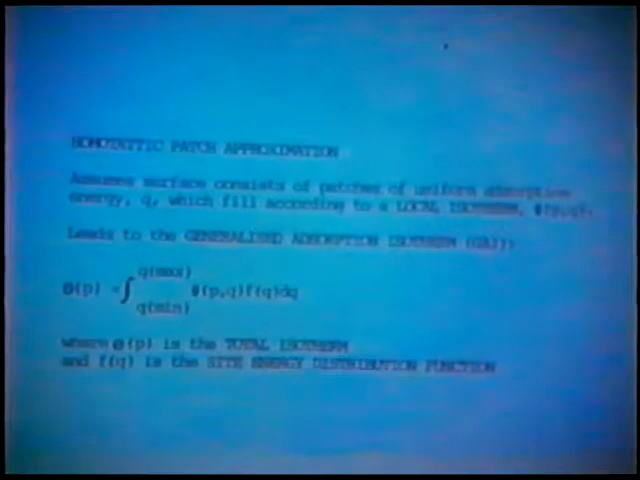 HOMOTATTIC PATCH APPROXIMATION
Assumes surface consists of patches of uniform adsorption
energy, q, which fill according to a LOCAL ISOTHERM, θ(p,q).
Leads to the GENERALISED ADSORPTION ISOTHERM (GAI):
q(max)
Θ(p) =∫ θ(p,q)f(q)dq
q(min)
where Θ(p) is the TOTAL ISOTHERM
and f(q) is the SITE ENERGY DISTRIBUTION FUNCTION